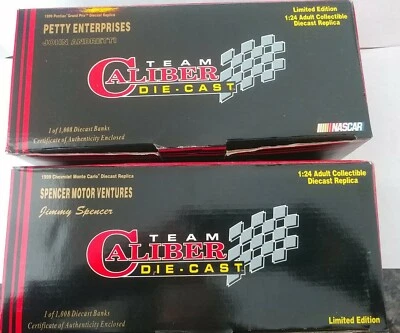 1999 Pontiac Grand Prix® Diecast Replica
PETTY ENTERPRISES
JOHN ANDRETTI
TEAM
CALIBER
DIE-CAST
Limited Edition
1:24 Adult Collectible
Diecast Replica
1 of 1,008 Diecast Banks
Certificate of Authenticity Enclosed
NASCAR
1999 Chevrolet Monte Carlo® Diecast Replica
SPENCER MOTOR VENTURES
Jimmy Spencer
TEAM
CALIBER
DIE-CAST
1:24 Adult Collectible
Diecast Replica
1 of 1,008 Diecast Banks
Certificate of Authenticity Enclosed
Limited Edition